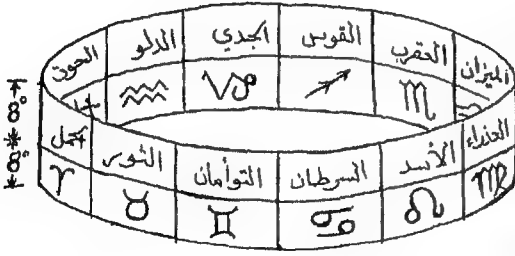 الحوت الدلو الجدي القوس العقرب الميزان
♒ ♑ ♐ ♏
8° 8°
الحمل الثور التوأمان السرطان الأسد العذراء
♈ ♉ ♊ ♋ ♌ ♍